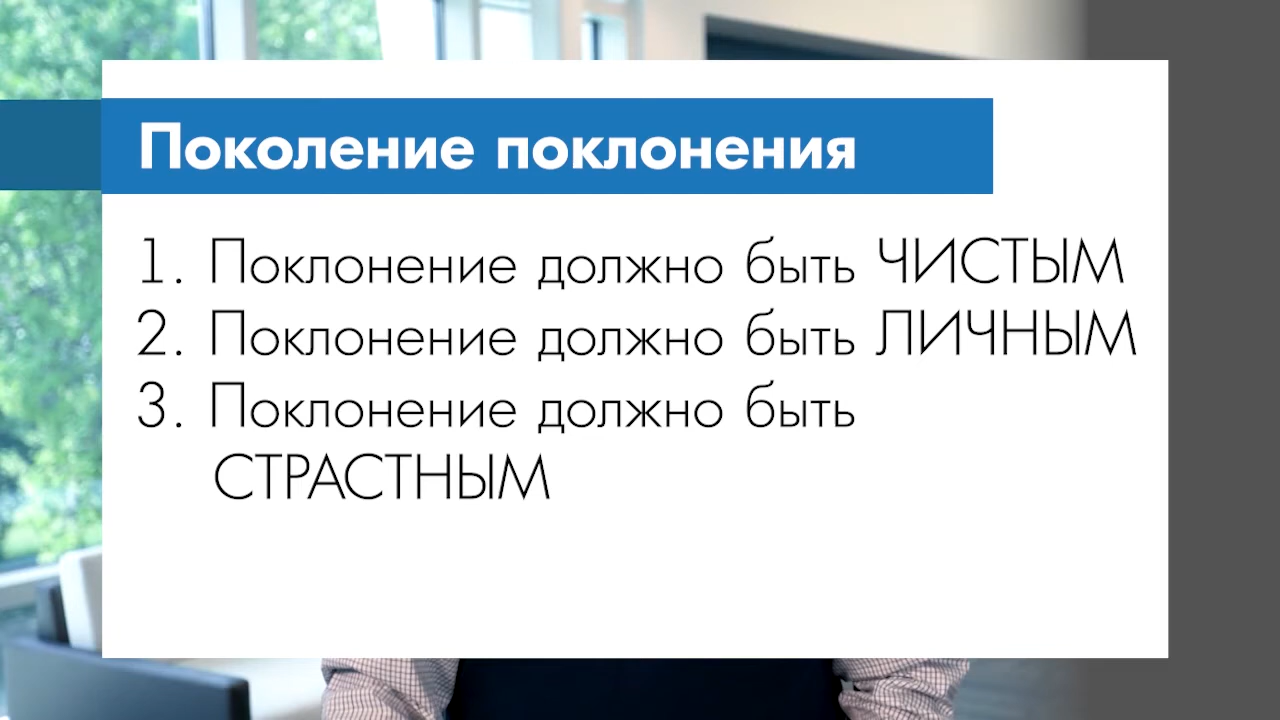 Поколение поклонения
1. Поклонение должно быть ЧИСТЫМ
2. Поклонение должно быть ЛИЧНЫМ
3. Поклонение должно быть
СТРАСТНЫМ